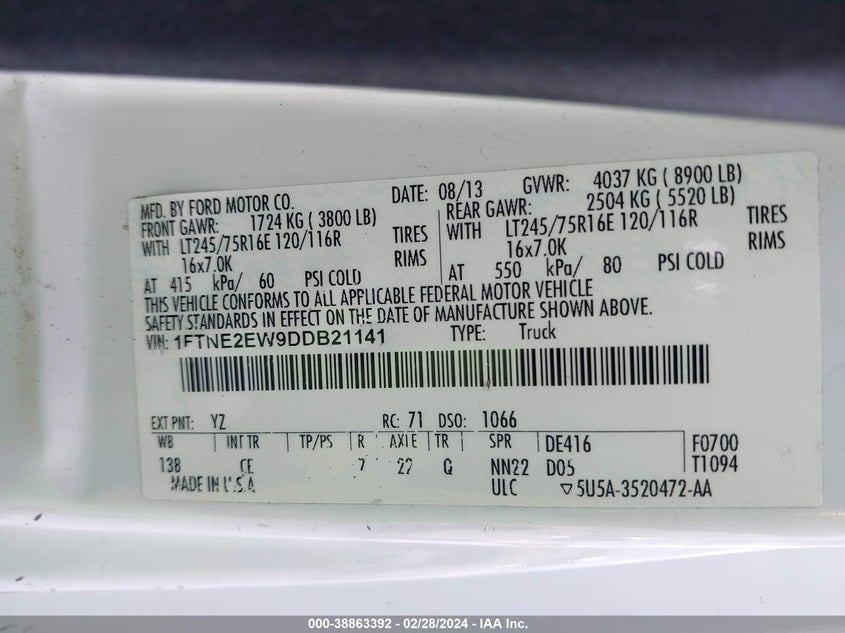 MFD. BY FORD MOTOR CO. DATE: 08/13 GVWR: 4037 KG ( 8900 LB)
FRONT GAWR: 1724 KG ( 3800 LB) REAR GAWR: 2504 KG ( 5520 LB)
WITH LT245/75R16E 120/116R TIRES WITH LT245/75R16E 120/116R TIRES
16x7.0K RIMS 16x7.0K RIMS
AT 415 kPa/ 60 PSI COLD AT 550 kPa/ 80 PSI COLD
THIS VEHICLE CONFORMS TO ALL APPLICABLE FEDERAL MOTOR VEHICLE
SAFETY STANDARDS IN EFFECT ON THE DATE OF MANUFACTURE SHOWN ABOVE.
VIN: 1FTNE2EW9DDB21141 TYPE: Truck
EXT PNT: YZ RC: 71 DSO: 1066
WB INT TR TP/PS R AXLE TR SPR DE416 F0700
138 CE 7 22 Q NN22 D05 T1094
MADE IN U.S.A ULC ▽5U5A-3520472-AA
000-38863392 - 02/28/2024 - IAA Inc.